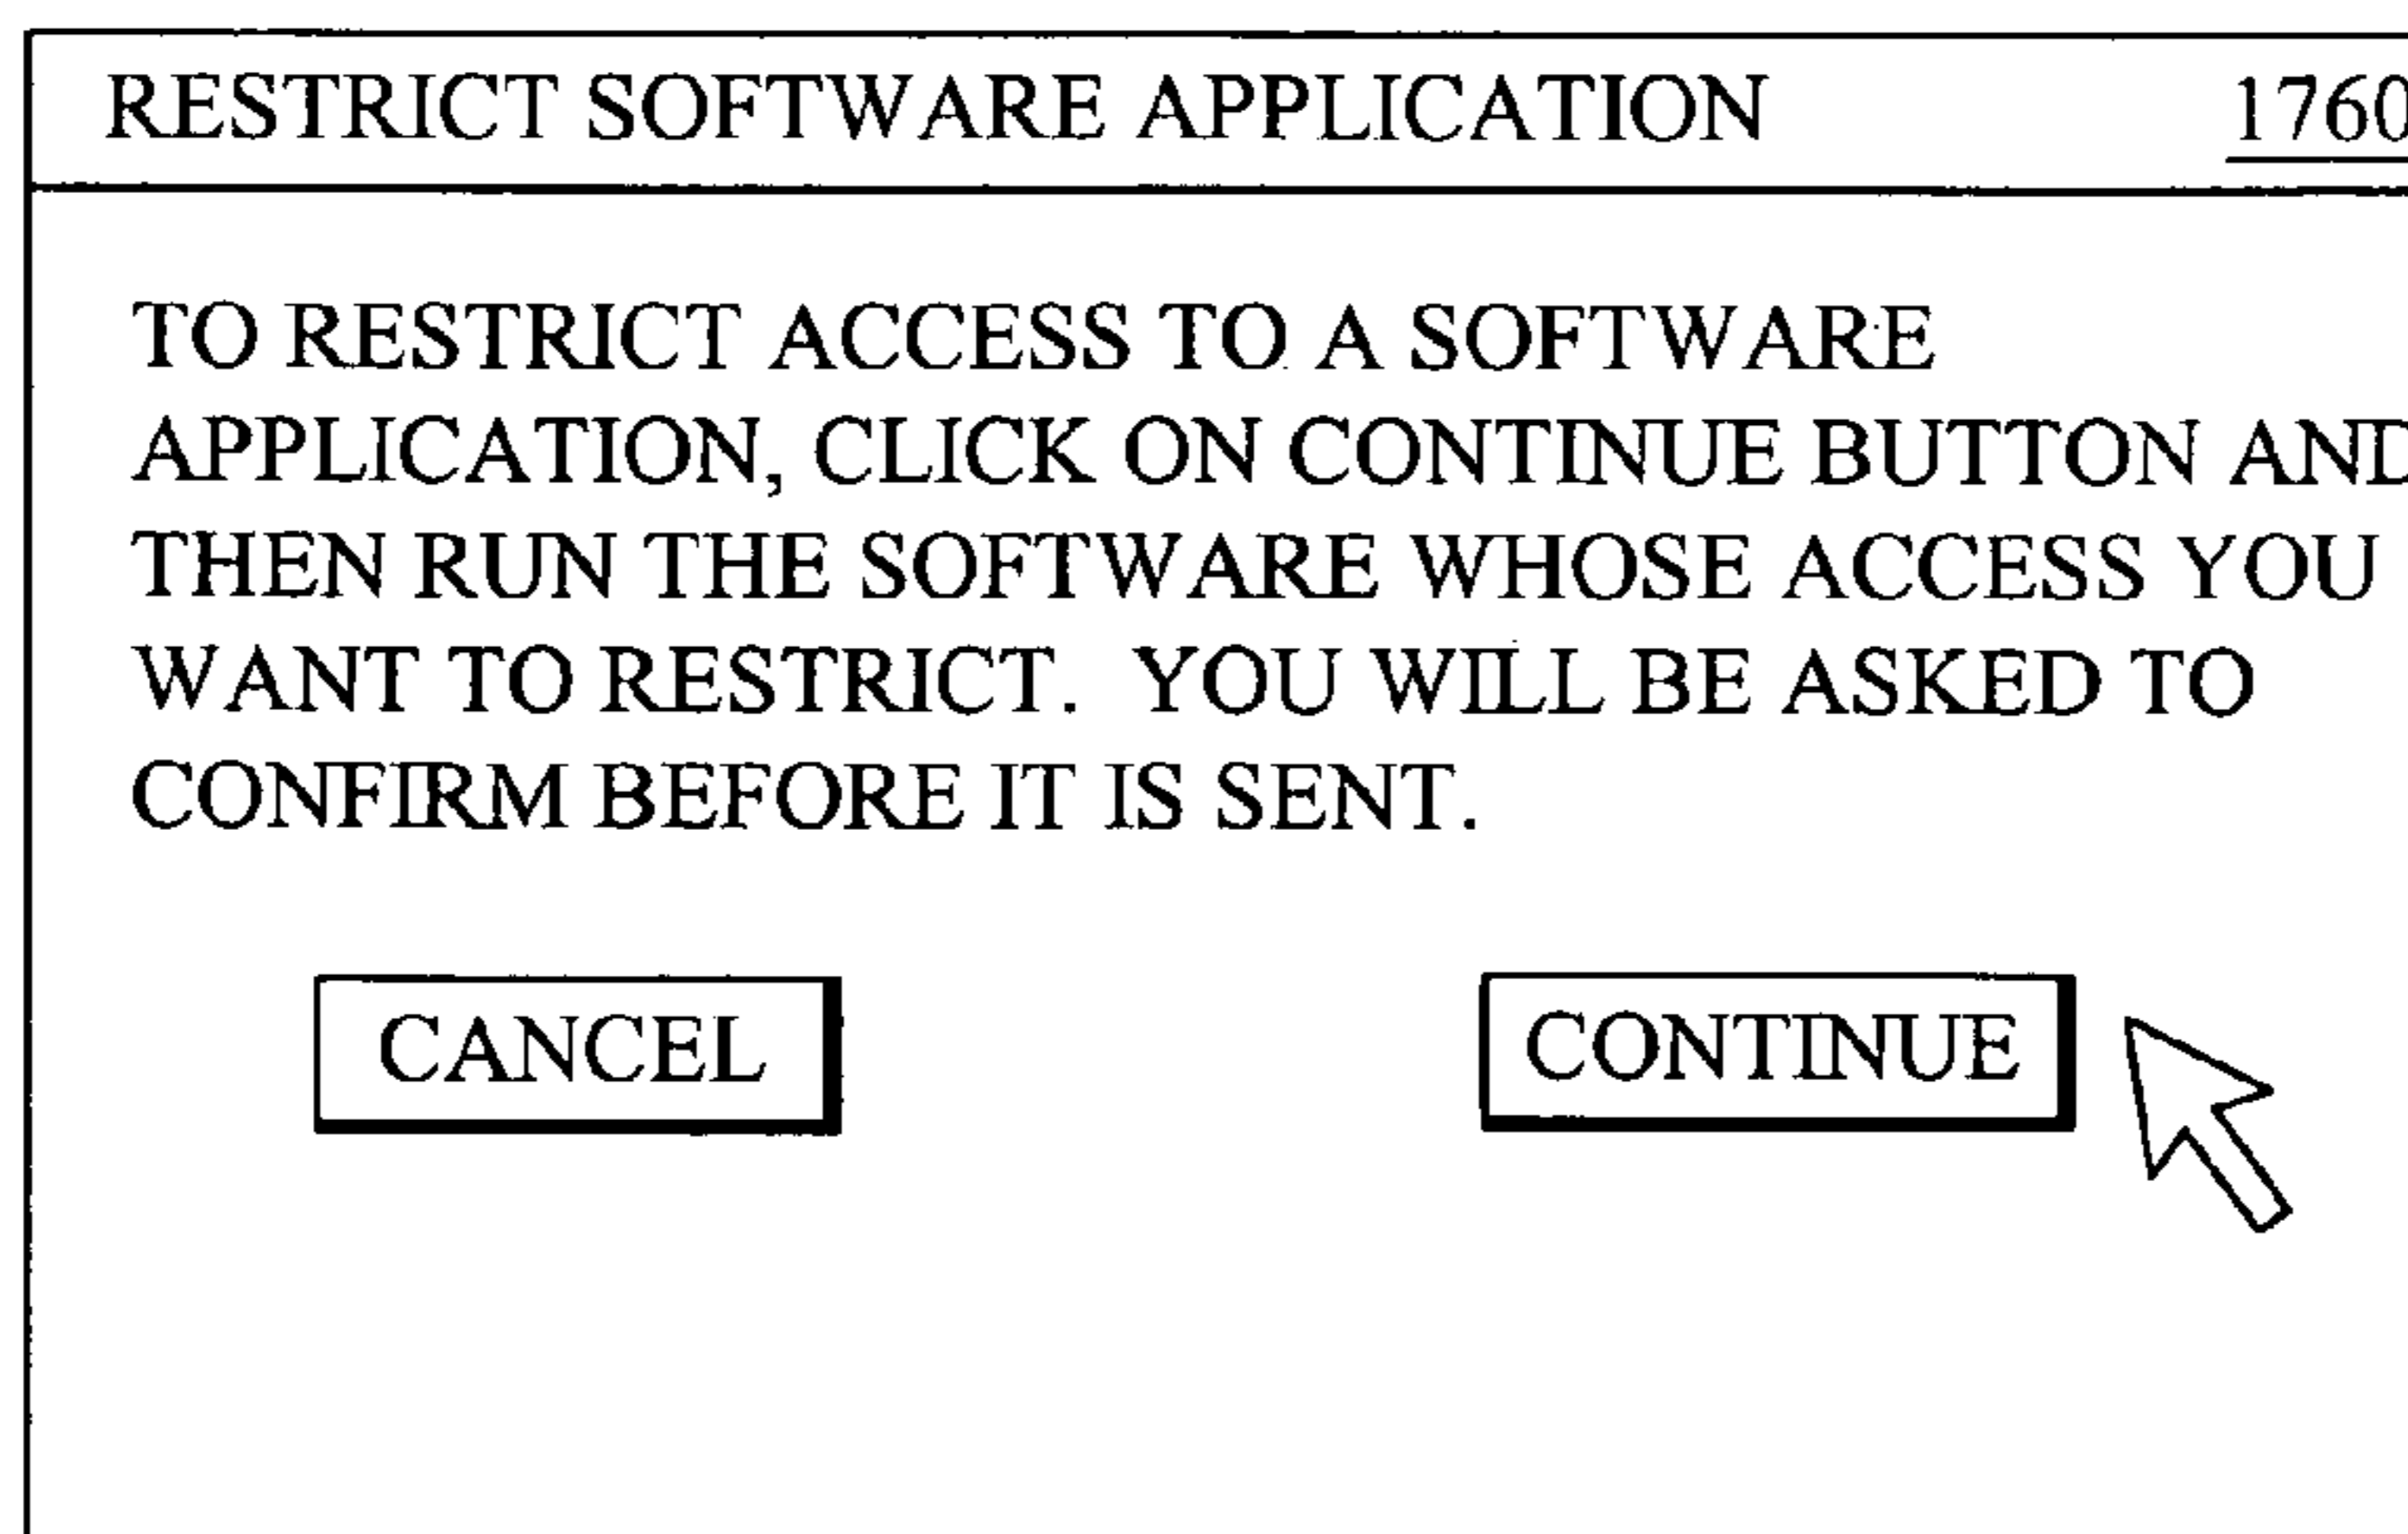 RESTRICT SOFTWARE APPLICATION 1760
TO RESTRICT ACCESS TO A SOFTWARE
APPLICATION, CLICK ON CONTINUE BUTTON AND
THEN RUN THE SOFTWARE WHOSE ACCESS YOU
WANT TO RESTRICT. YOU WILL BE ASKED TO
CONFIRM BEFORE IT IS SENT.
CANCEL CONTINUE